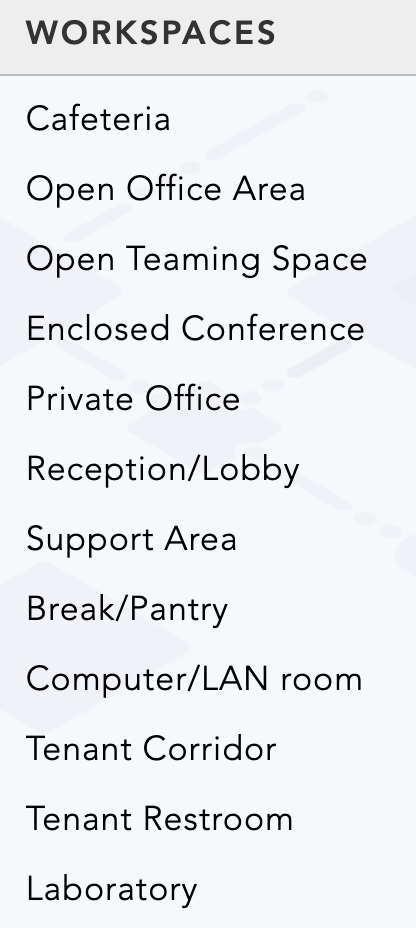 WORKSPACES
Cafeteria
Open Office Area
Open Teaming Space
Enclosed Conference
Private Office
Reception/Lobby
Support Area
Break/Pantry
Computer/LAN room
Tenant Corridor
Tenant Restroom
Laboratory